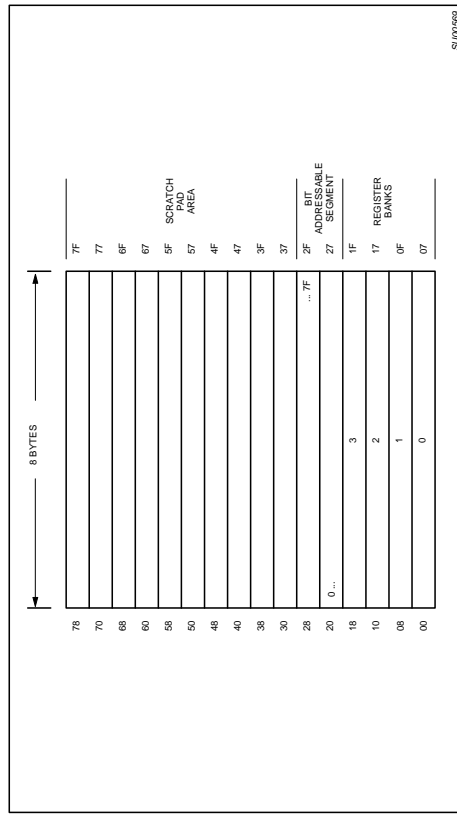 8 BYTES
78 7F
70 77
68 6F
60 67
58 5F
50 57
48 4F
40 47
38 3F
30 37
SCRATCH
PAD
AREA
28 ... 7F 2F
20 0 ... 27
BIT
ADDRESSABLE
SEGMENT
18 3 1F
10 2 17
08 1 0F
00 0 07
REGISTER
BANKS
SU00569